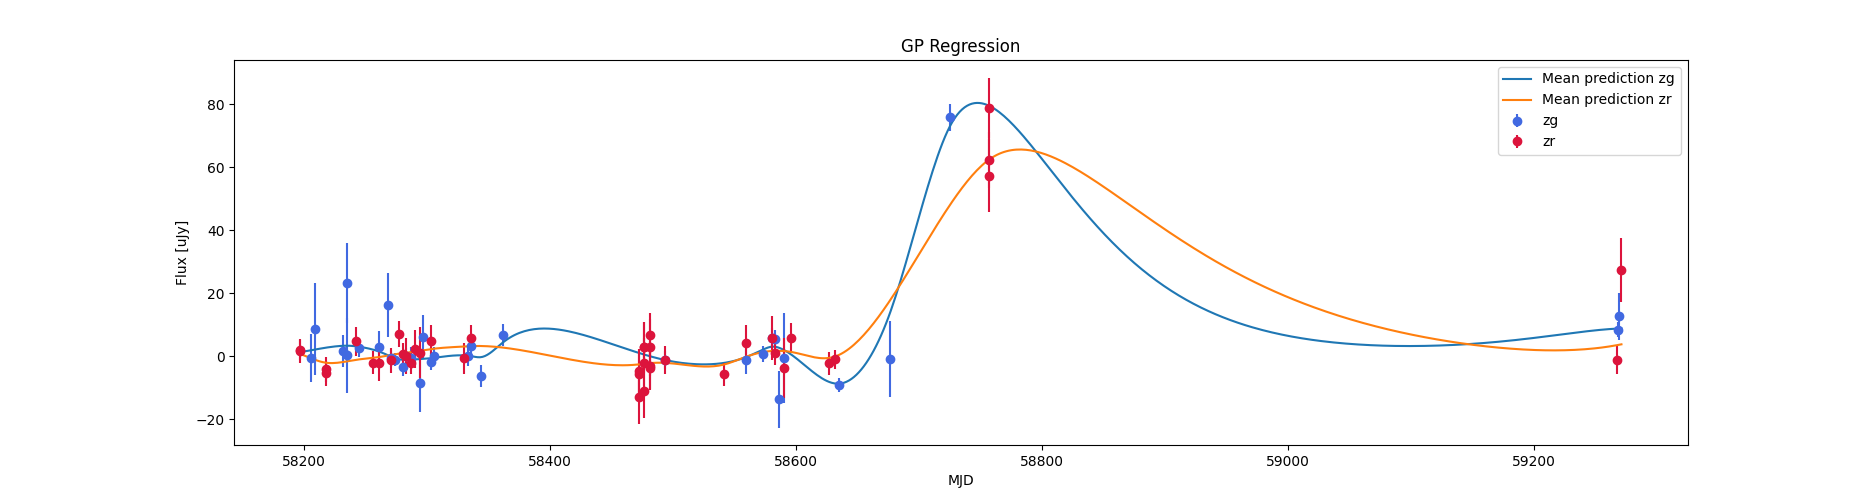 GP Regression
Flux [uJy]
80
60
40
20
0
−20
58200
58400
58600
58800
59000
59200
MJD
Mean prediction zg
Mean prediction zr
zg
zr